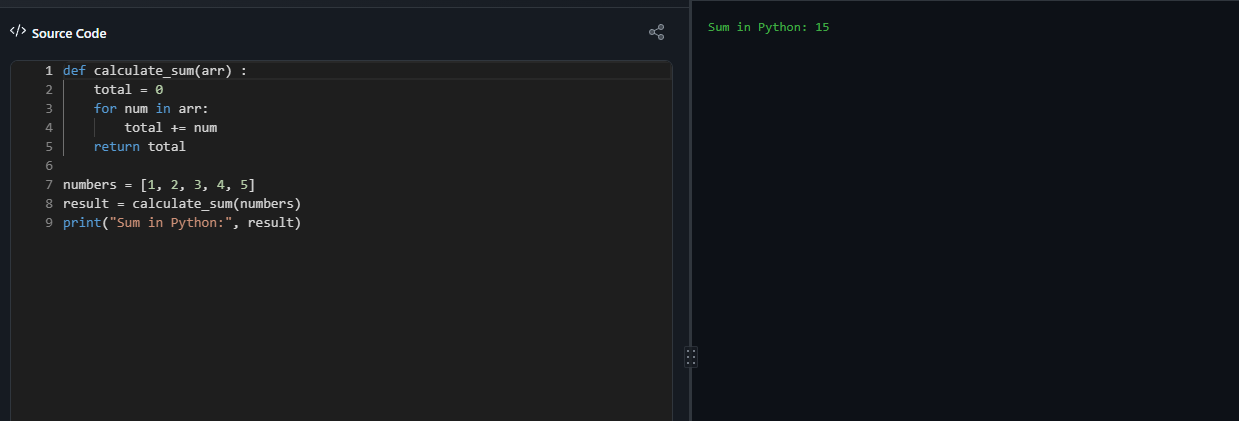 </> Source Code
1 def calculate_sum(arr) :
2     total = 0
3     for num in arr:
4         total += num
5     return total
6
7 numbers = [1, 2, 3, 4, 5]
8 result = calculate_sum(numbers)
9 print("Sum in Python:", result)
Sum in Python: 15